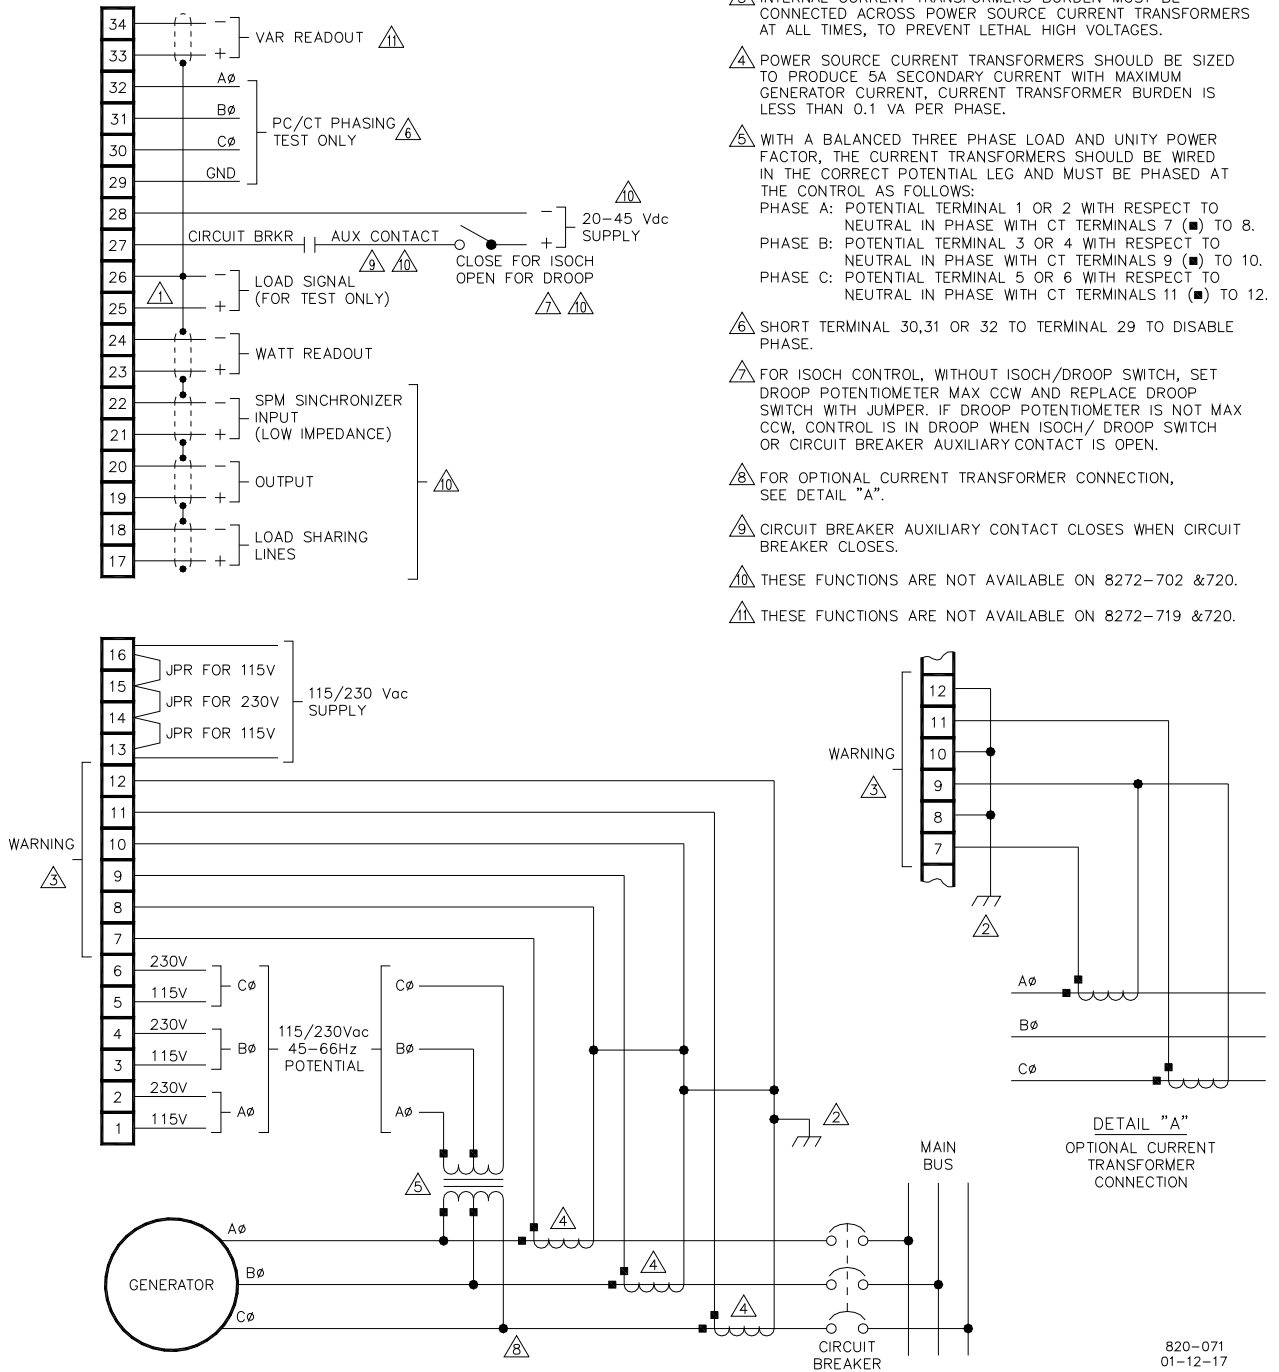 34
33
32
31
30
29
28
27
26
25
24
23
22
21
20
19
18
17
−
VAR READOUT 11
+
AØ
BØ
CØ
GND
PC/CT PHASING 6
TEST ONLY
10
− 20−45 Vdc
+ SUPPLY
CIRCUIT BRKR AUX CONTACT
9 10
CLOSE FOR ISOCH
OPEN FOR DROOP
7 10
1
− LOAD SIGNAL
+ (FOR TEST ONLY)
−
WATT READOUT
+
− SPM SINCHRONIZER
INPUT
+ (LOW IMPEDANCE)
−
OUTPUT
+
− LOAD SHARING
+ LINES
10
3 INTERNAL CURRENT TRANSFORMERS BURDEN MUST BE
CONNECTED ACROSS POWER SOURCE CURRENT TRANSFORMERS
AT ALL TIMES, TO PREVENT LETHAL HIGH VOLTAGES.
4 POWER SOURCE CURRENT TRANSFORMERS SHOULD BE SIZED
TO PRODUCE 5A SECONDARY CURRENT WITH MAXIMUM
GENERATOR CURRENT, CURRENT TRANSFORMER BURDEN IS
LESS THAN 0.1 VA PER PHASE.
5 WITH A BALANCED THREE PHASE LOAD AND UNITY POWER
FACTOR, THE CURRENT TRANSFORMERS SHOULD BE WIRED
IN THE CORRECT POTENTIAL LEG AND MUST BE PHASED AT
THE CONTROL AS FOLLOWS:
PHASE A: POTENTIAL TERMINAL 1 OR 2 WITH RESPECT TO
NEUTRAL IN PHASE WITH CT TERMINALS 7 (■) TO 8.
PHASE B: POTENTIAL TERMINAL 3 OR 4 WITH RESPECT TO
NEUTRAL IN PHASE WITH CT TERMINALS 9 (■) TO 10.
PHASE C: POTENTIAL TERMINAL 5 OR 6 WITH RESPECT TO
NEUTRAL IN PHASE WITH CT TERMINALS 11 (■) TO 12.
6 SHORT TERMINAL 30,31 OR 32 TO TERMINAL 29 TO DISABLE
PHASE.
7 FOR ISOCH CONTROL, WITHOUT ISOCH/DROOP SWITCH, SET
DROOP POTENTIOMETER MAX CCW AND REPLACE DROOP
SWITCH WITH JUMPER. IF DROOP POTENTIOMETER IS NOT MAX
CCW, CONTROL IS IN DROOP WHEN ISOCH/ DROOP SWITCH
OR CIRCUIT BREAKER AUXILIARY CONTACT IS OPEN.
8 FOR OPTIONAL CURRENT TRANSFORMER CONNECTION,
SEE DETAIL "A".
9 CIRCUIT BREAKER AUXILIARY CONTACT CLOSES WHEN CIRCUIT
BREAKER CLOSES.
10 THESE FUNCTIONS ARE NOT AVAILABLE ON 8272−702 &720.
11 THESE FUNCTIONS ARE NOT AVAILABLE ON 8272−719 &720.
16
15
14
13
12
11
10
9
8
7
6
5
4
3
2
1
JPR FOR 115V
JPR FOR 230V
JPR FOR 115V
115/230 Vac
SUPPLY
WARNING
3
230V
115V
CØ
230V
115V
BØ
230V
115V
AØ
115/230Vac
45−66Hz
POTENTIAL
CØ
BØ
AØ
2
5
4
4
4
8
GENERATOR
AØ
BØ
CØ
MAIN
BUS
CIRCUIT
BREAKER
WARNING
3
12
11
10
9
8
7
2
AØ
BØ
CØ
DETAIL "A"
OPTIONAL CURRENT
TRANSFORMER
CONNECTION
820−071
01−12−17